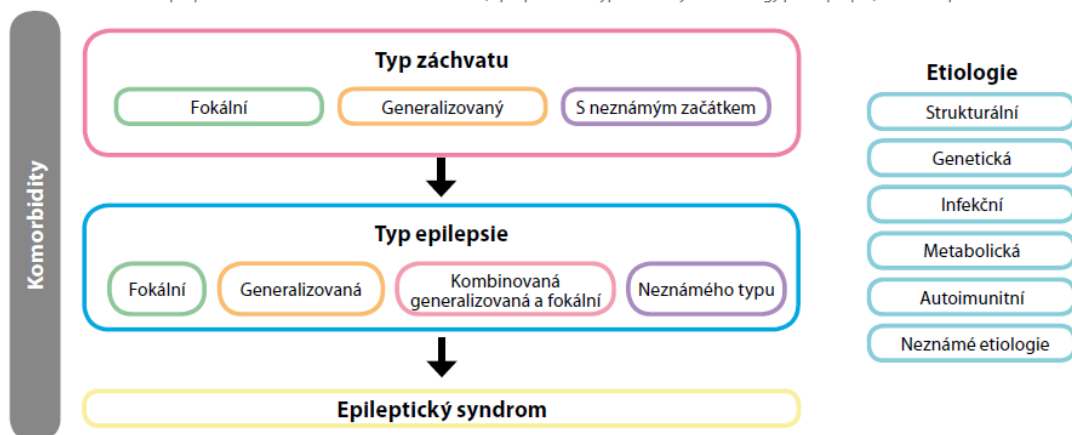 Komorbidity
Typ záchvatu
Fokální
Generalizovaný
S neznámým začátkem
Typ epilepsie
Fokální
Generalizovaná
Kombinovaná
generalizovaná a fokální
Neznámého typu
Epileptický syndrom
Etiologie
Strukturální
Genetická
Infekční
Metabolická
Autoimunitní
Neznámé etiologie